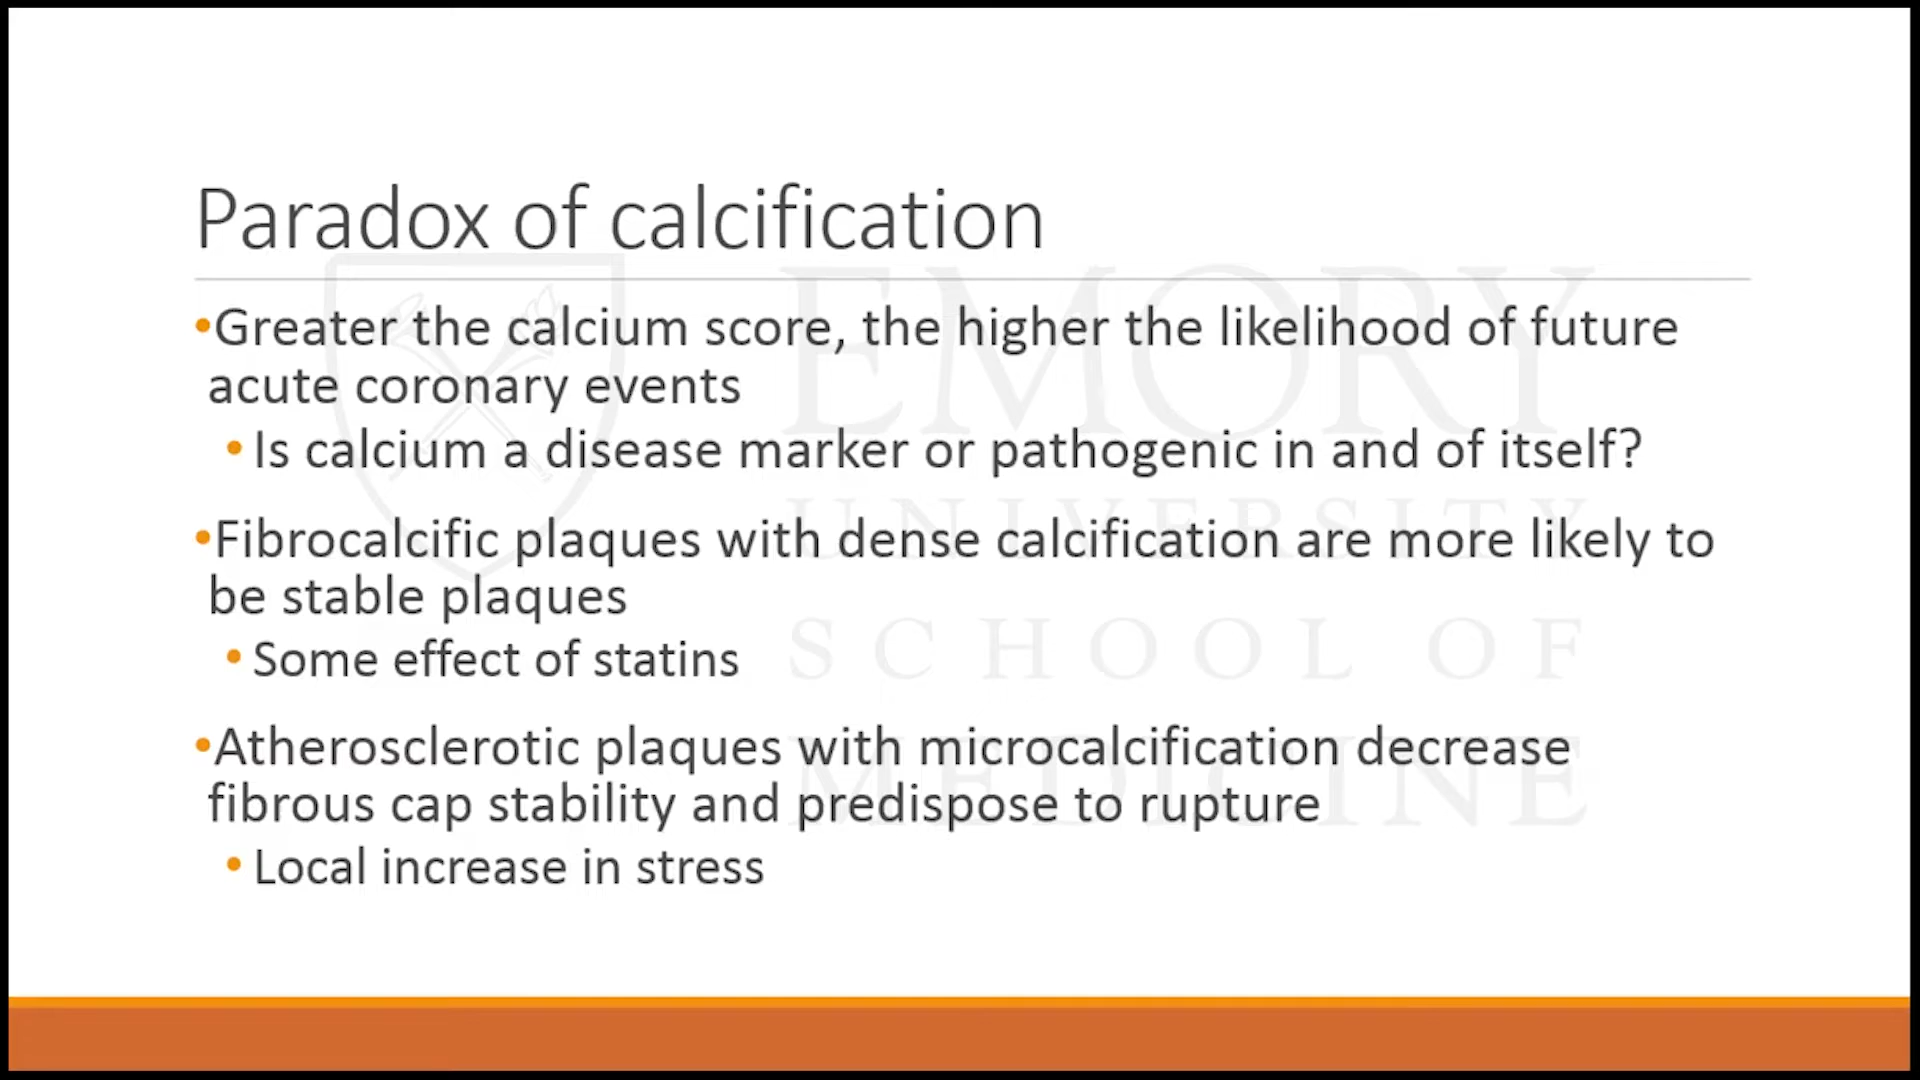 Paradox of calcification
•Greater the calcium score, the higher the likelihood of future
acute coronary events
•Is calcium a disease marker or pathogenic in and of itself?
•Fibrocalcific plaques with dense calcification are more likely to
be stable plaques
•Some effect of statins
•Atherosclerotic plaques with microcalcification decrease
fibrous cap stability and predispose to rupture
•Local increase in stress
EMORY
UNIVERSITY
SCHOOL OF
MEDICINE